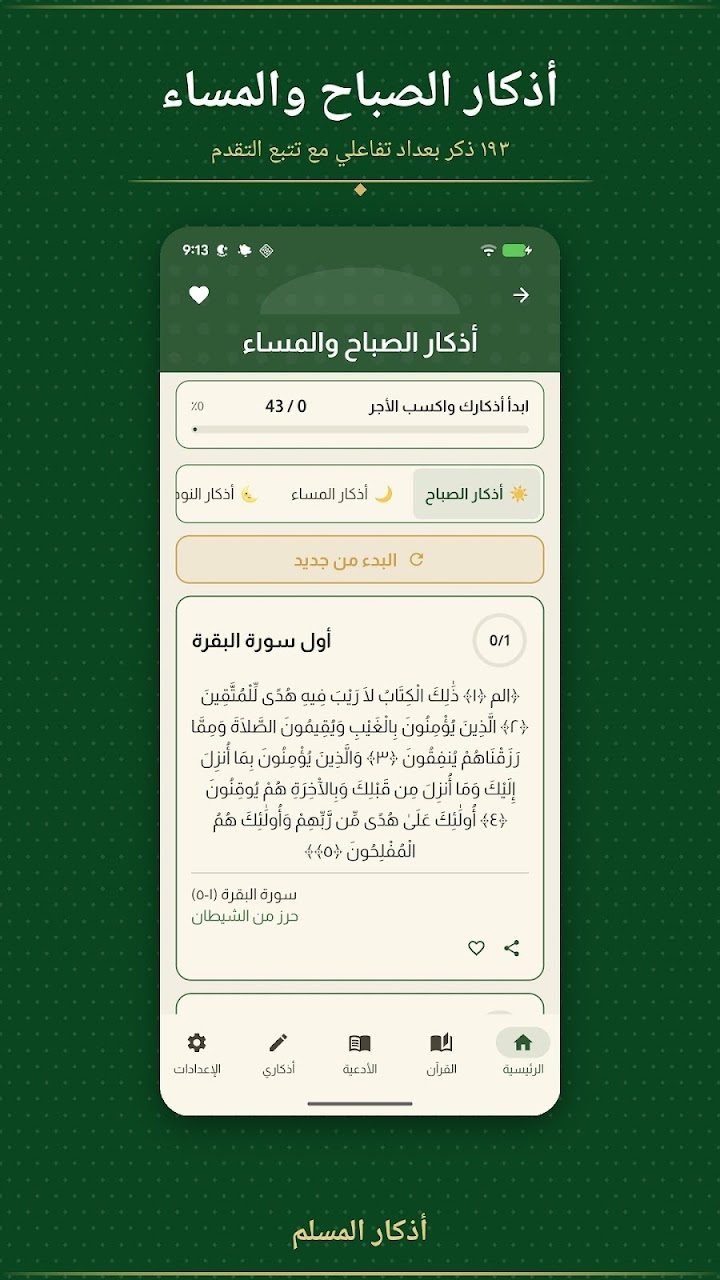 أذكار الصباح والمساء
١٩٣ ذكر بعداد تفاعلي مع تتبع التقدم
9:13
أذكار الصباح والمساء
ابدأ أذكارك واكسب الأجر 0 / 43 ٪0
أذكار الصباح أذكار المساء أذكار النوم
البدء من جديد
0/1 أول سورة البقرة
﴿الم ﴿١﴾ ذَٰلِكَ الْكِتَابُ لَا رَيْبَ فِيهِ هُدًى لِّلْمُتَّقِينَ
﴿٢﴾ الَّذِينَ يُؤْمِنُونَ بِالْغَيْبِ وَيُقِيمُونَ الصَّلَاةَ وَمِمَّا
رَزَقْنَاهُمْ يُنفِقُونَ ﴿٣﴾ وَالَّذِينَ يُؤْمِنُونَ بِمَا أُنزِلَ
إِلَيْكَ وَمَا أُنزِلَ مِن قَبْلِكَ وَبِالْآخِرَةِ هُمْ يُوقِنُونَ
﴿٤﴾ أُولَٰئِكَ عَلَىٰ هُدًى مِّن رَّبِّهِمْ وَأُولَٰئِكَ هُمُ
الْمُفْلِحُونَ ﴿٥﴾﴾
سورة البقرة (١-٥)
حرز من الشيطان
الرئيسية القرآن الأدعية أذكاري الإعدادات
أذكار المسلم